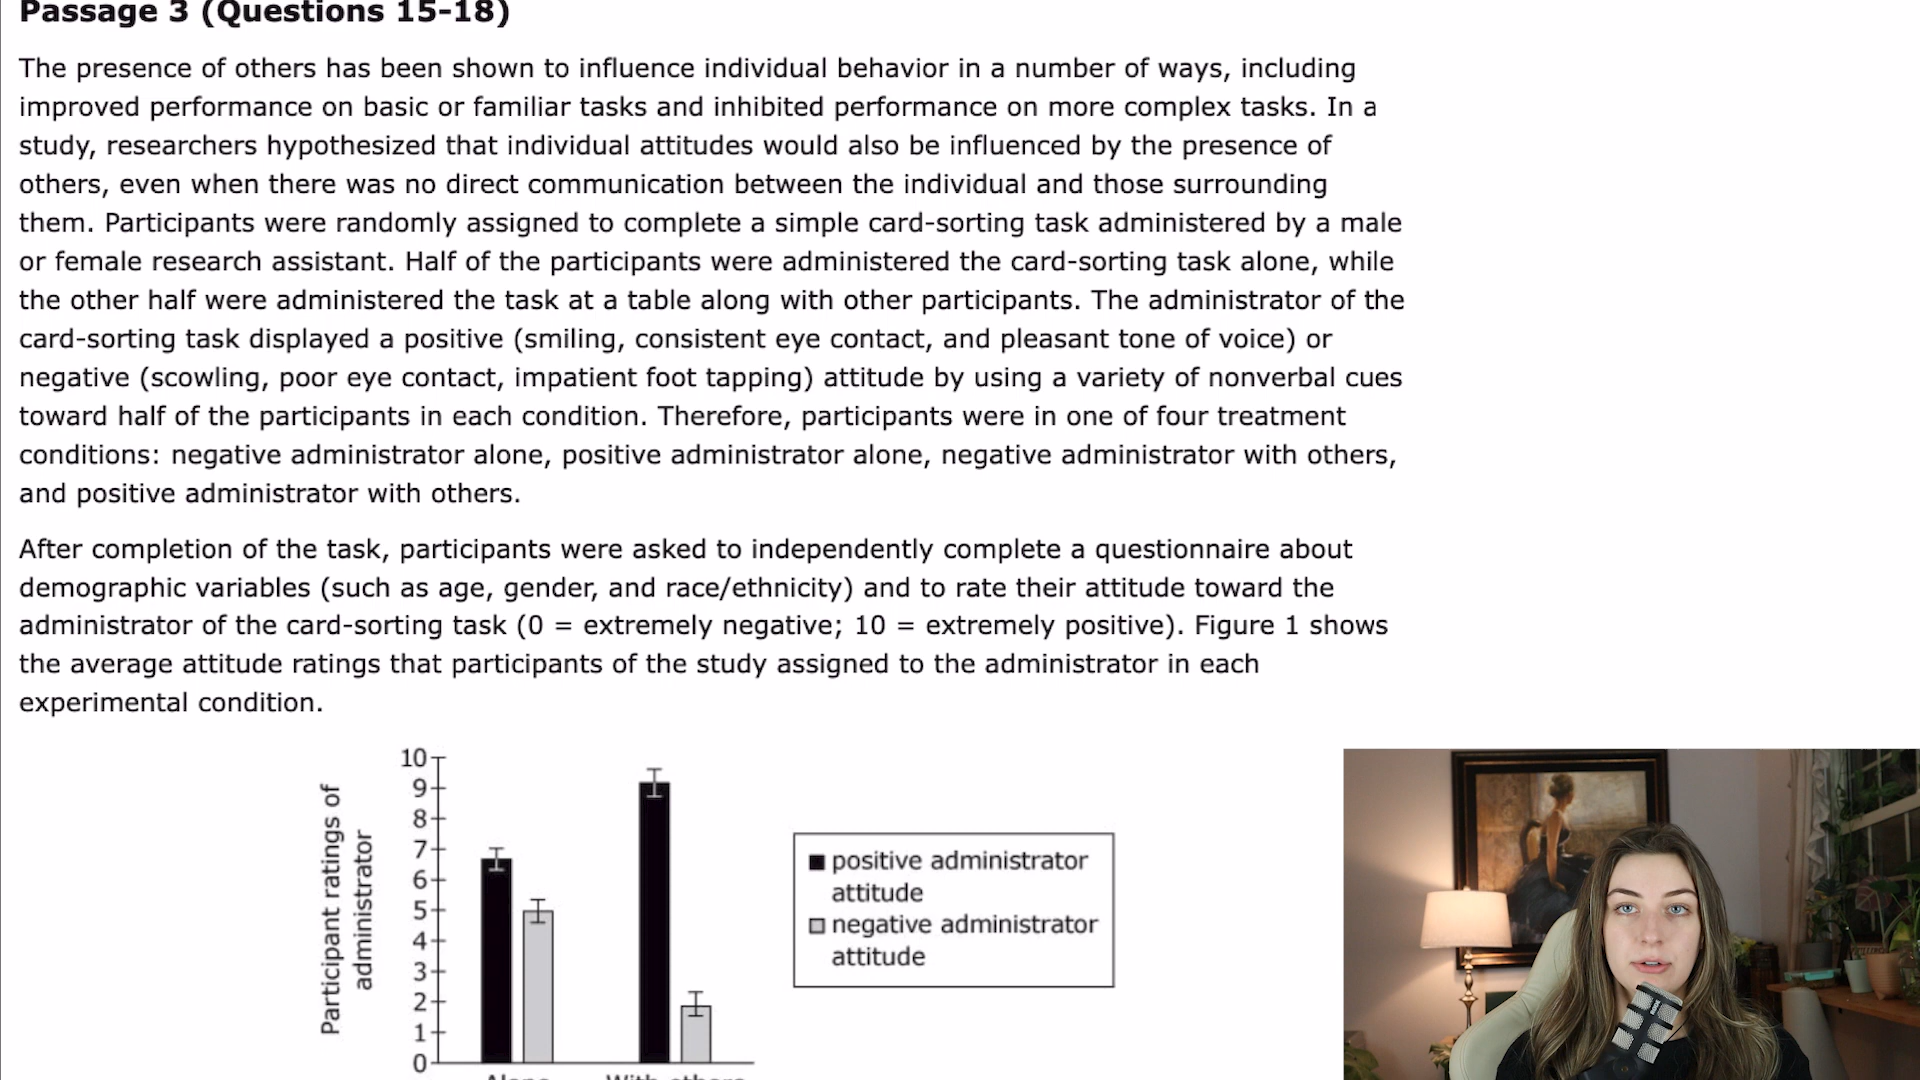 Passage 3 (Questions 15-18)
The presence of others has been shown to influence individual behavior in a number of ways, including
improved performance on basic or familiar tasks and inhibited performance on more complex tasks. In a
study, researchers hypothesized that individual attitudes would also be influenced by the presence of
others, even when there was no direct communication between the individual and those surrounding
them. Participants were randomly assigned to complete a simple card-sorting task administered by a male
or female research assistant. Half of the participants were administered the card-sorting task alone, while
the other half were administered the task at a table along with other participants. The administrator of the
card-sorting task displayed a positive (smiling, consistent eye contact, and pleasant tone of voice) or
negative (scowling, poor eye contact, impatient foot tapping) attitude by using a variety of nonverbal cues
toward half of the participants in each condition. Therefore, participants were in one of four treatment
conditions: negative administrator alone, positive administrator alone, negative administrator with others,
and positive administrator with others.
After completion of the task, participants were asked to independently complete a questionnaire about
demographic variables (such as age, gender, and race/ethnicity) and to rate their attitude toward the
administrator of the card-sorting task (0 = extremely negative; 10 = extremely positive). Figure 1 shows
the average attitude ratings that participants of the study assigned to the administrator in each
experimental condition.
Participant ratings of
administrator
10
9
8
7
6
5
4
3
2
1
0
Alone
With others
positive administrator
attitude
negative administrator
attitude